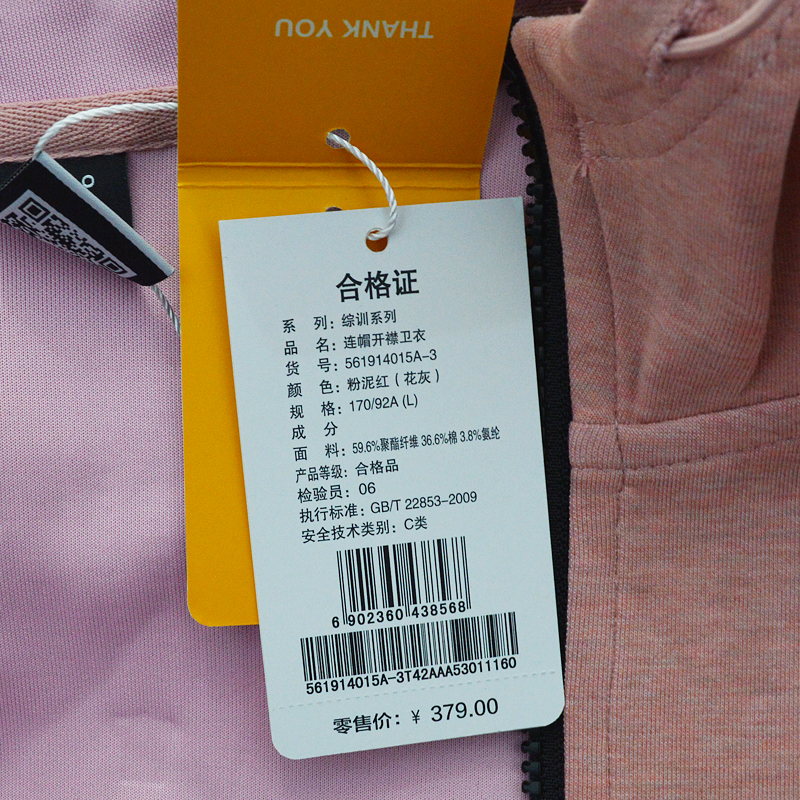 THANK YOU
合格证
系 列：综训系列
品 名：连帽开襟卫衣
货 号：561914015A-3
颜 色：粉泥红（花灰）
规 格：170/92A (L)
成 分
面 料：59.6%聚酯纤维 36.6%棉 3.8%氨纶
产品等级：合格品
检验员：06
执行标准：GB/T 22853-2009
安全技术类别：C类
6 902360 438568
561914015A-3T42AAA53011160
零售价：￥ 379.00